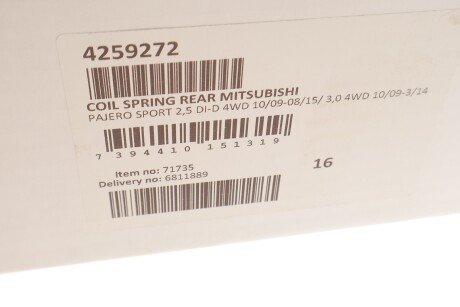 4259272
COIL SPRING REAR MITSUBISHI
PAJERO SPORT 2,5 DI-D 4WD 10/09-08/15/ 3,0 4WD 10/09-3/14
7 394410 151319
Item no: 71735
16
Delivery no: 6811889